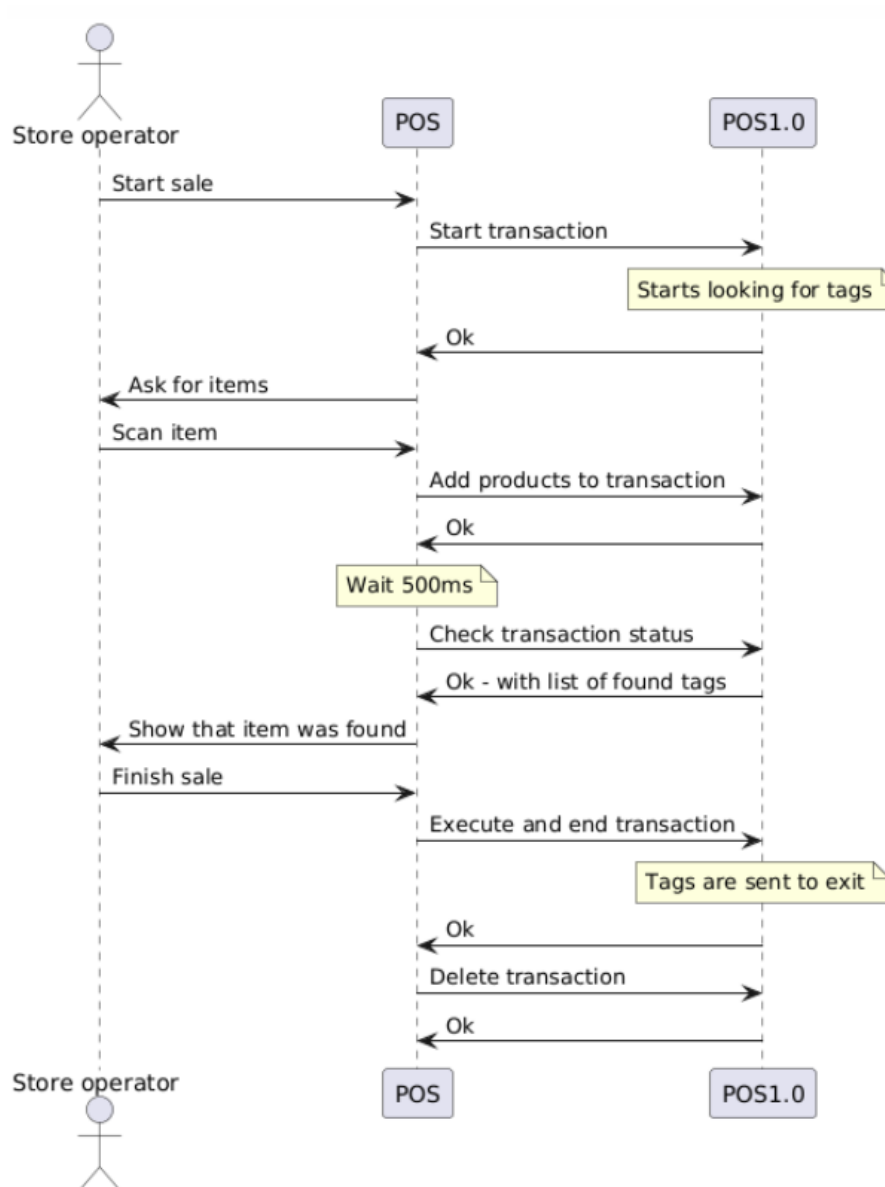 Store operator
POS
POS1.0
Start sale
Start transaction
Starts looking for tags
Ok
Ask for items
Scan item
Add products to transaction
Ok
Wait 500ms
Check transaction status
Ok - with list of found tags
Show that item was found
Finish sale
Execute and end transaction
Tags are sent to exit
Ok
Delete transaction
Ok
Store operator
POS
POS1.0